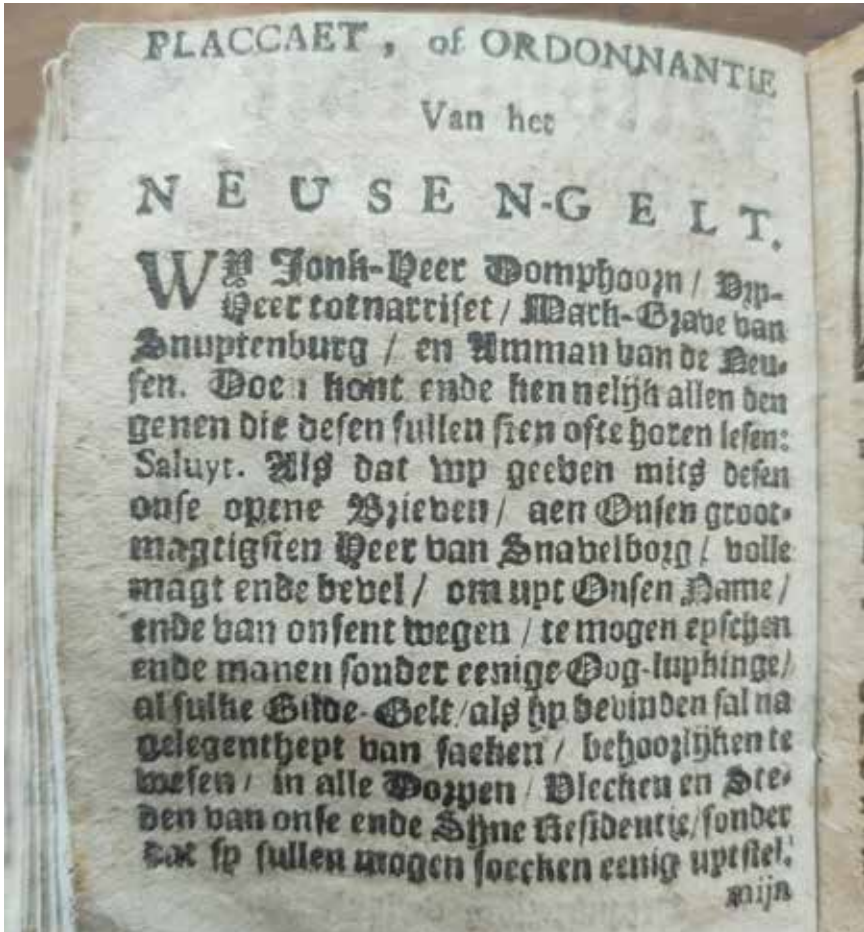 PLACCAET, of ORDONNANTIE
Van het
NEUSEN-GELT.
WY Jonk-Heer Domphoorn / Vry-
Heer totnarriset / Mark-Grave van
Snuytenburg / en Amman van de Neu-
sen. Doen kont ende kennelijk allen den
genen die desen sullen sien ofte horen lesen:
Saluyt. Als dat wy geeven mits desen
onse opene Brieven / aen Onsen groot-
magtigsten Heer van Snavelborg / volle
magt ende bevel / om uyt Onsen Name /
ende van onsent wegen / te mogen eyschen
ende manen sonder eenige Oog-luykinge /
al sulke Gilde-Gelt / als hy bevinden sal na
gelegentheyt van saeken / behoorlijken te
wesen / in alle Dorpen / Vlecken en Ste-
den van onse ende Sijne Residentie / sonder
dat sy sullen mogen soecken eenig uytstel.
mijn